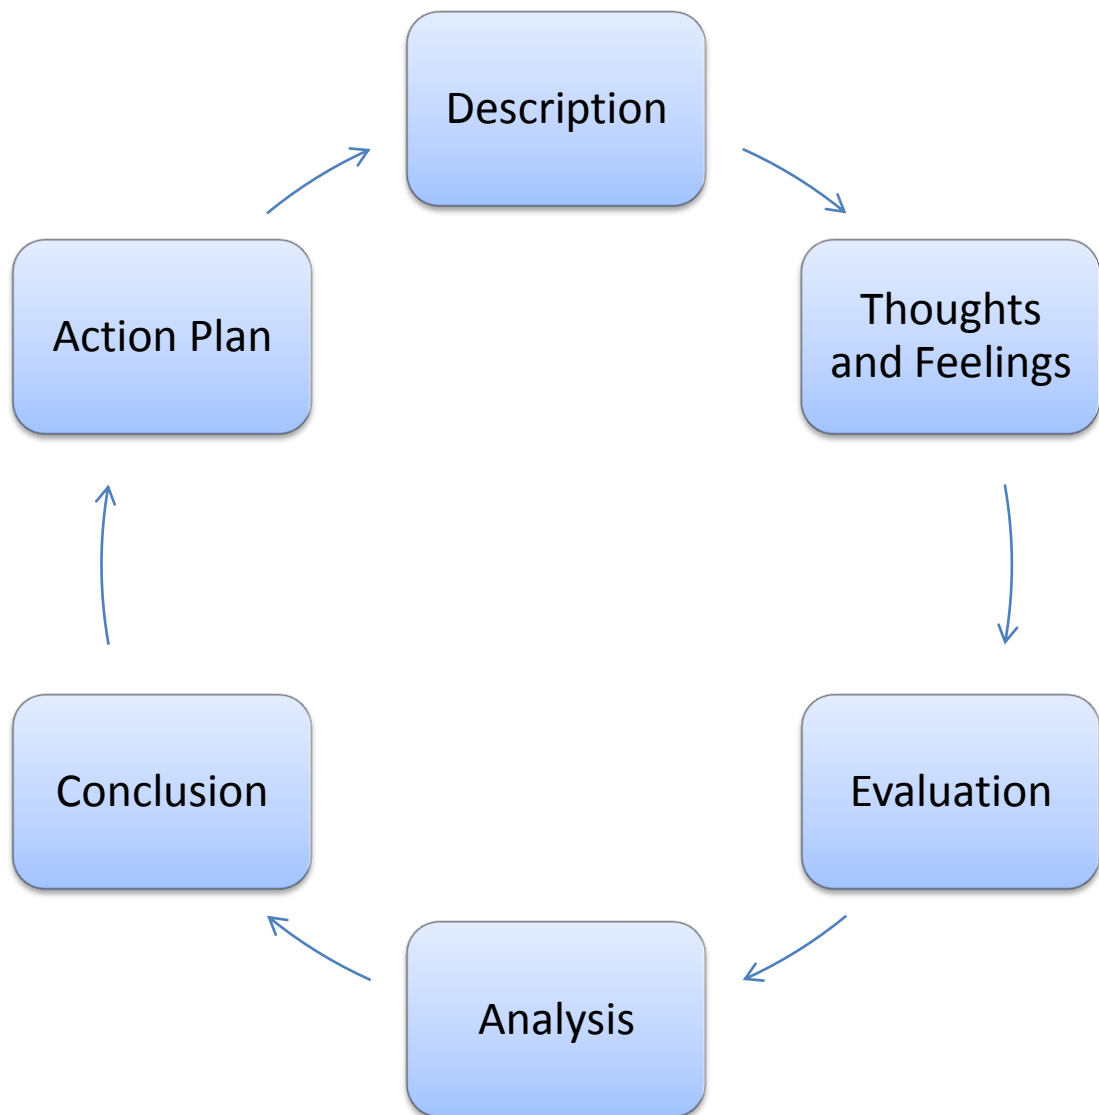 Description
Thoughts
and Feelings
Evaluation
Analysis
Conclusion
Action Plan